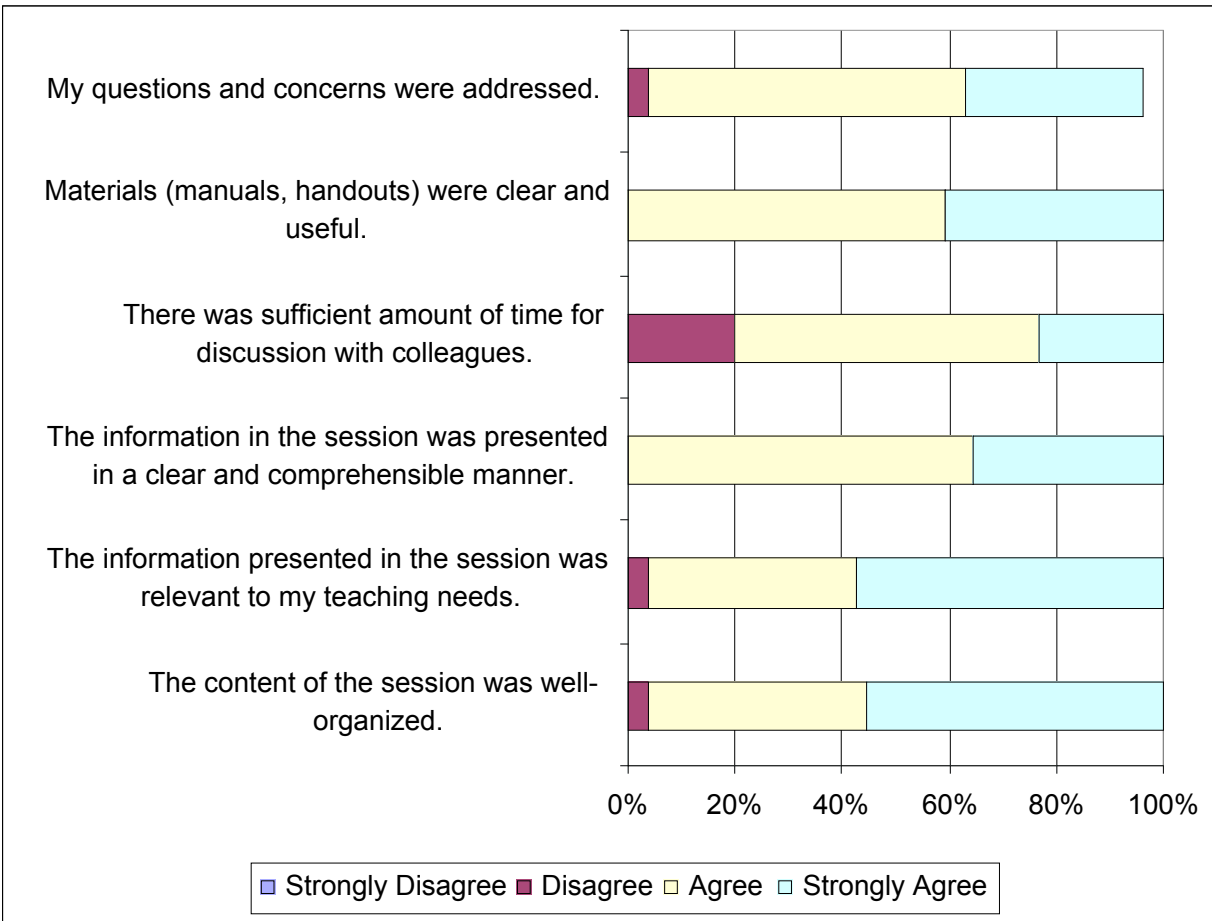 My questions and concerns were addressed.
Materials (manuals, handouts) were clear and
useful.
There was sufficient amount of time for
discussion with colleagues.
The information in the session was presented
in a clear and comprehensible manner.
The information presented in the session was
relevant to my teaching needs.
The content of the session was well-
organized.
0% 20% 40% 60% 80% 100%
Strongly Disagree Disagree Agree Strongly Agree